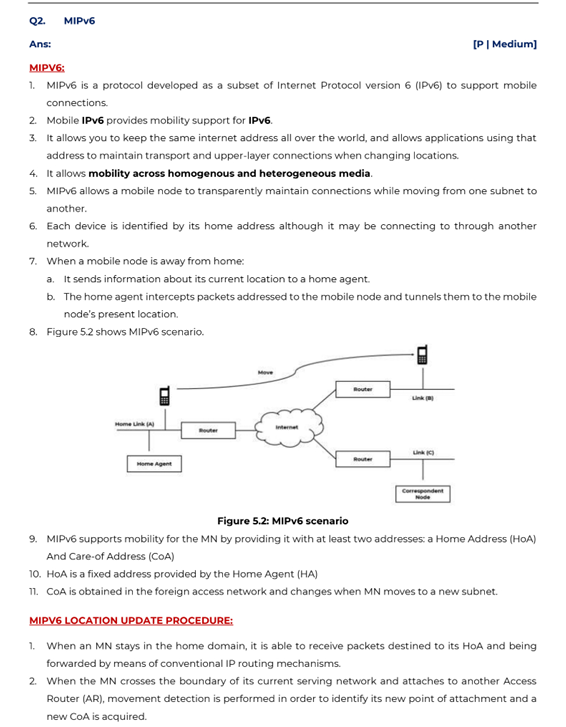 Q2. MIPv6
Ans: [P | Medium]
MIPV6:
1. MIPv6 is a protocol developed as a subset of Internet Protocol version 6 (IPv6) to support mobile
connections.
2. Mobile IPv6 provides mobility support for IPv6.
3. It allows you to keep the same internet address all over the world, and allows applications using that
address to maintain transport and upper-layer connections when changing locations.
4. It allows mobility across homogenous and heterogeneous media.
5. MIPv6 allows a mobile node to transparently maintain connections while moving from one subnet to
another.
6. Each device is identified by its home address although it may be connecting to through another
network.
7. When a mobile node is away from home:
a. It sends information about its current location to a home agent.
b. The home agent intercepts packets addressed to the mobile node and tunnels them to the mobile
node's present location.
8. Figure 5.2 shows MIPv6 scenario.
Move
Router
Link (B)
Home Link (A)
Router
Internet
Home Agent
Router
Link (C)
Correspondent
Node
Figure 5.2: MIPv6 scenario
9. MIPv6 supports mobility for the MN by providing it with at least two addresses: a Home Address (HoA)
And Care-of Address (CoA)
10. HoA is a fixed address provided by the Home Agent (HA)
11. CoA is obtained in the foreign access network and changes when MN moves to a new subnet.
MIPV6 LOCATION UPDATE PROCEDURE:
1. When an MN stays in the home domain, it is able to receive packets destined to its HoA and being
forwarded by means of conventional IP routing mechanisms.
2. When the MN crosses the boundary of its current serving network and attaches to another Access
Router (AR), movement detection is performed in order to identify its new point of attachment and a
new CoA is acquired.